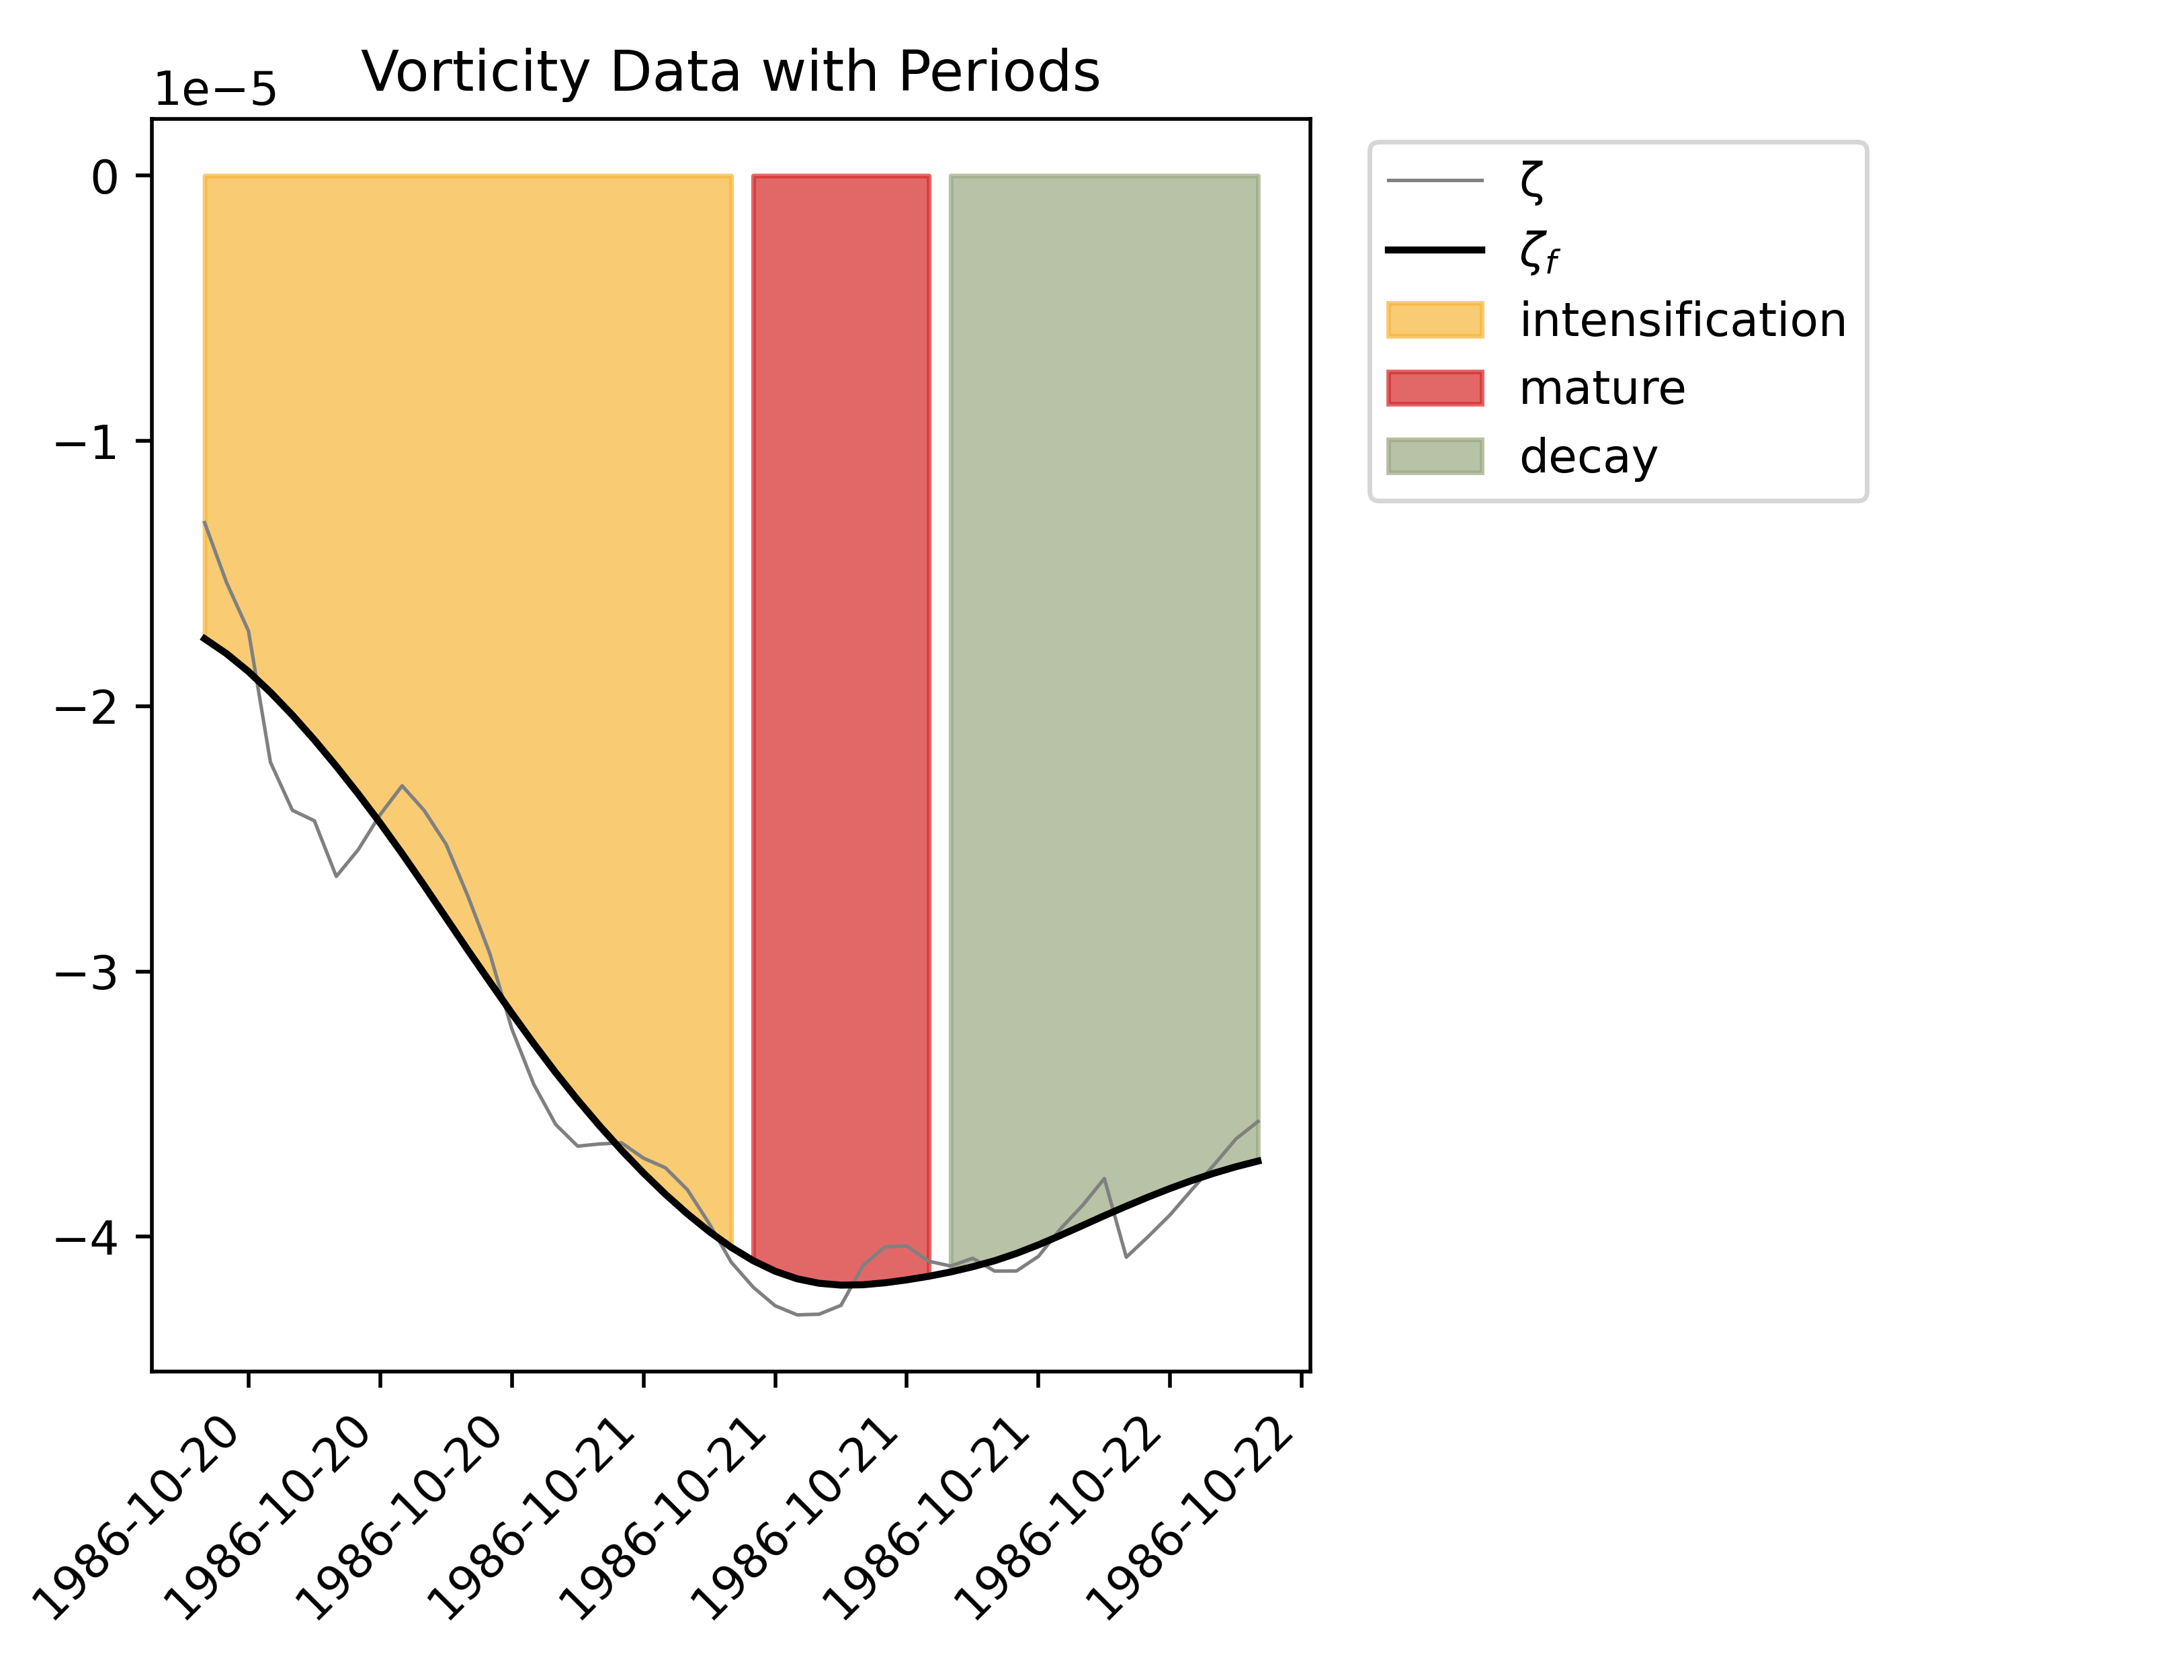 Vorticity Data with Periods
1e−5
0
−1
−2
−3
−4
1986-10-20
1986-10-20
1986-10-20
1986-10-21
1986-10-21
1986-10-21
1986-10-21
1986-10-22
1986-10-22
ζ
ζf
intensification
mature
decay